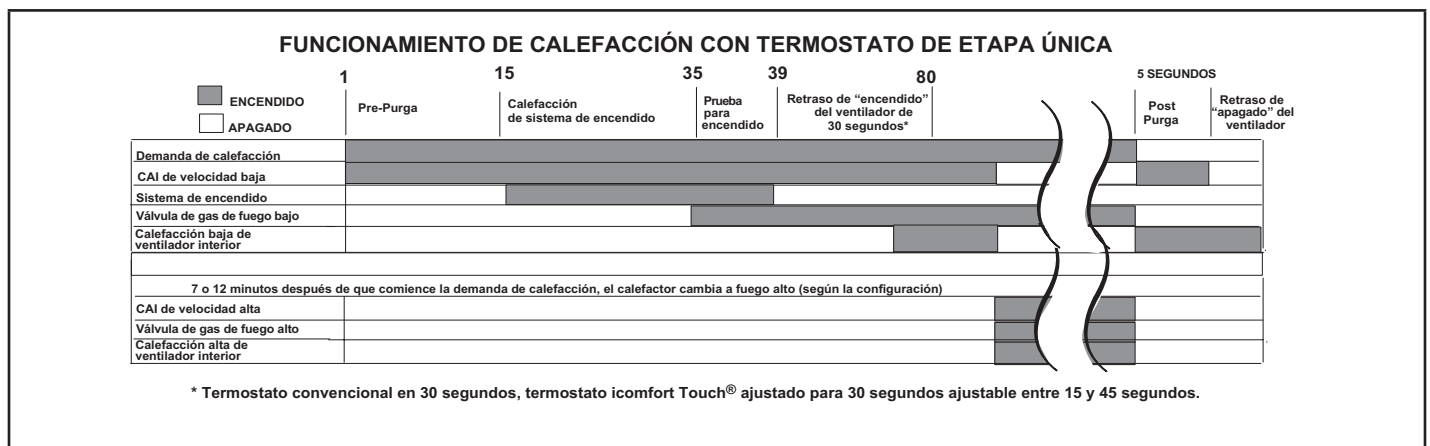 FUNCIONAMIENTO DE CALEFACCIÓN CON TERMOSTATO DE ETAPA ÚNICA
1 15 35 39 80 5 SEGUNDOS
ENCENDIDO
APAGADO
Pre-Purga
Calefacción
de sistema de encendido
Prueba
para
encendido
Retraso de “encendido”
del ventilador de
30 segundos*
Post
Purga
Retraso de
“apagado” del
ventilador
Demanda de calefacción
CAI de velocidad baja
Sistema de encendido
Válvula de gas de fuego bajo
Calefacción baja de
ventilador interior
7 o 12 minutos después de que comience la demanda de calefacción, el calefactor cambia a fuego alto (según la configuración)
CAI de velocidad alta
Válvula de gas de fuego alto
Calefacción alta de
ventilador interior
* Termostato convencional en 30 segundos, termostato icomfort Touch® ajustado para 30 segundos ajustable entre 15 y 45 segundos.